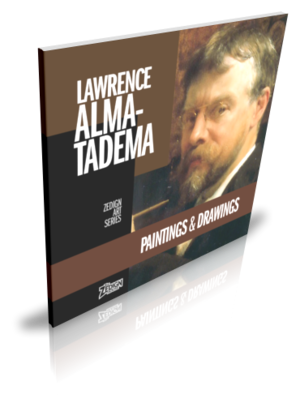 LAWRENCE
ALMA-
TADEMA
ZEDIGN
ART
SERIES
PAINTINGS & DRAWINGS
ZEDIGN